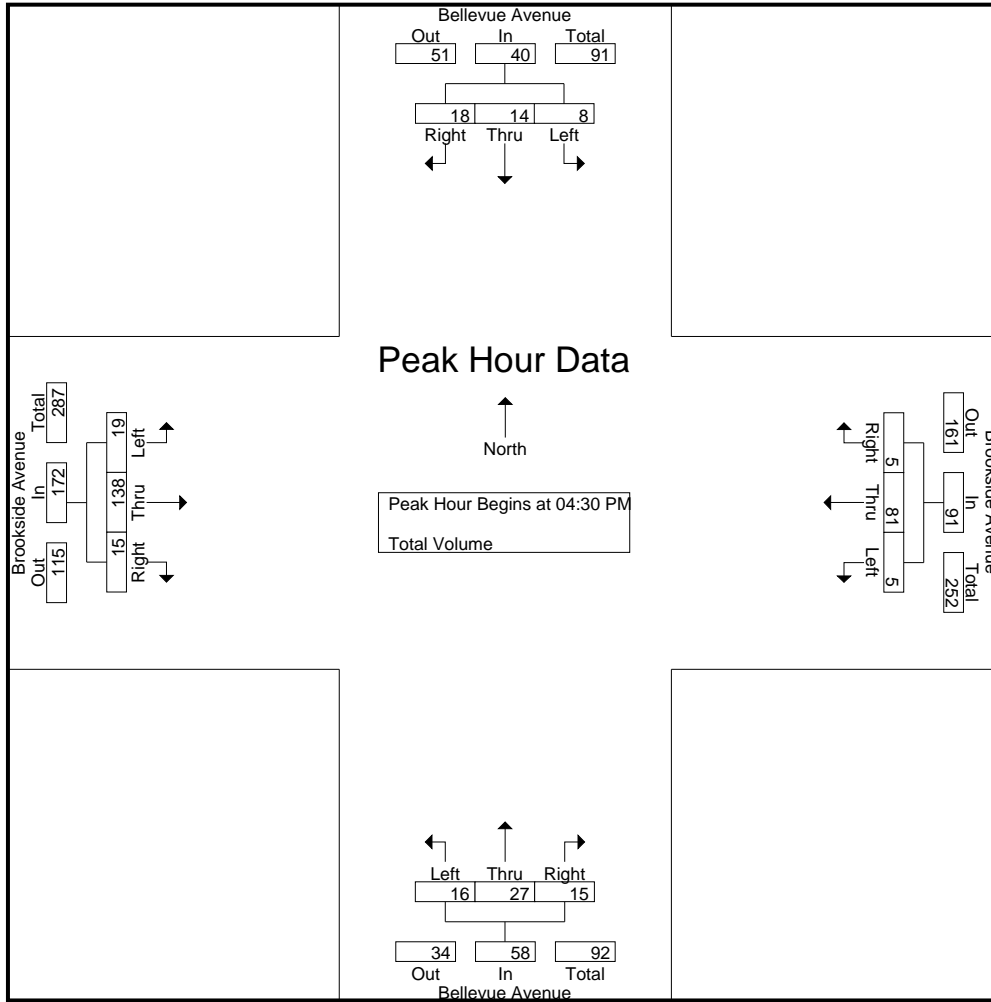 Bellevue Avenue
Out In Total
51 40 91
18 14 8
Right Thru Left
Peak Hour Data
North
Peak Hour Begins at 04:30 PM
Total Volume
Brookside Avenue
Total In Out
287 172 115
19 138 15
Left Thru Right
Brookside Avenue
Out In Total
161 91 252
5 81 5
Right Thru Left
Left Thru Right
16 27 15
34 58 92
Out In Total
Bellevue Avenue